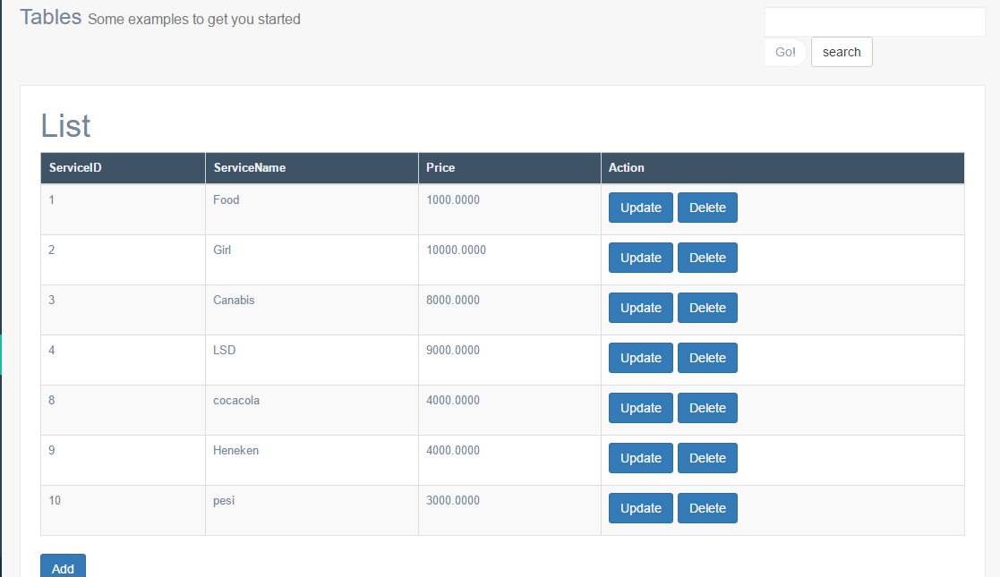 Tables Some examples to get you started
Go! search
List
ServiceID ServiceName Price Action
1 Food 1000.0000 Update Delete
2 Girl 10000.0000 Update Delete
3 Canabis 8000.0000 Update Delete
4 LSD 9000.0000 Update Delete
8 cocacola 4000.0000 Update Delete
9 Heneken 4000.0000 Update Delete
10 pesi 3000.0000 Update Delete
Add